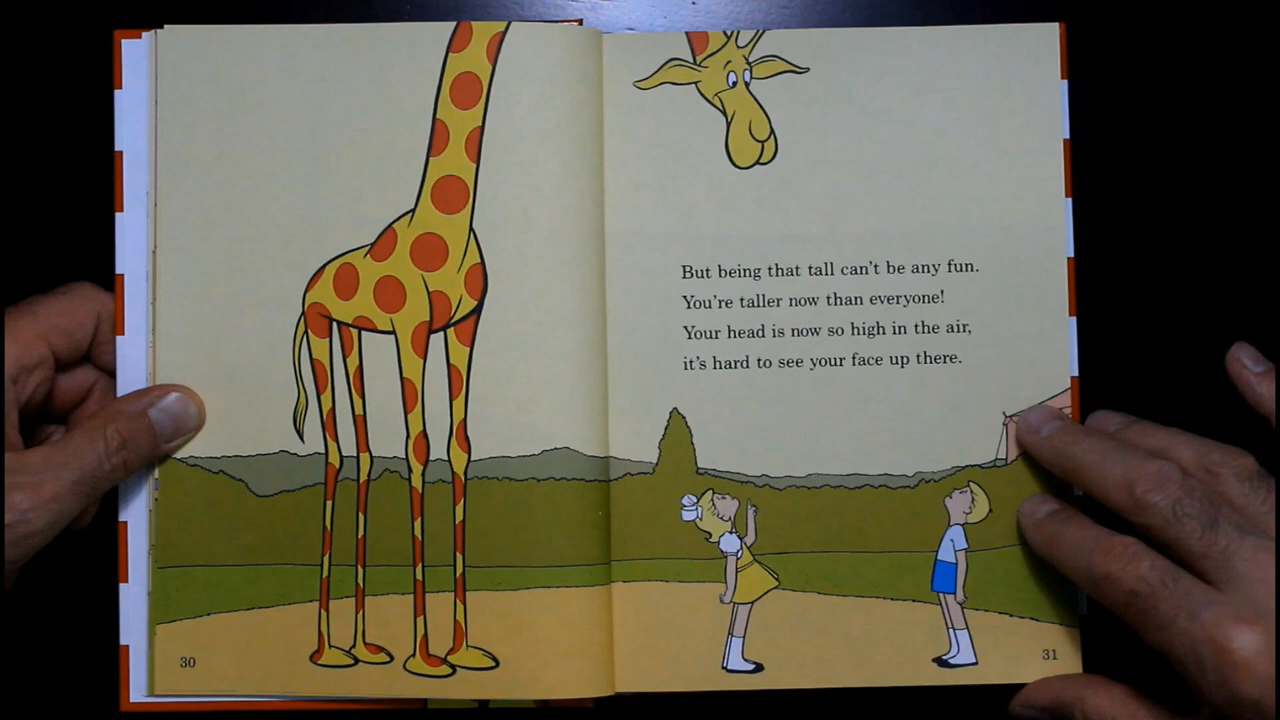 But being that tall can't be any fun.
You're taller now than everyone!
Your head is now so high in the air,
it's hard to see your face up there.
30
31